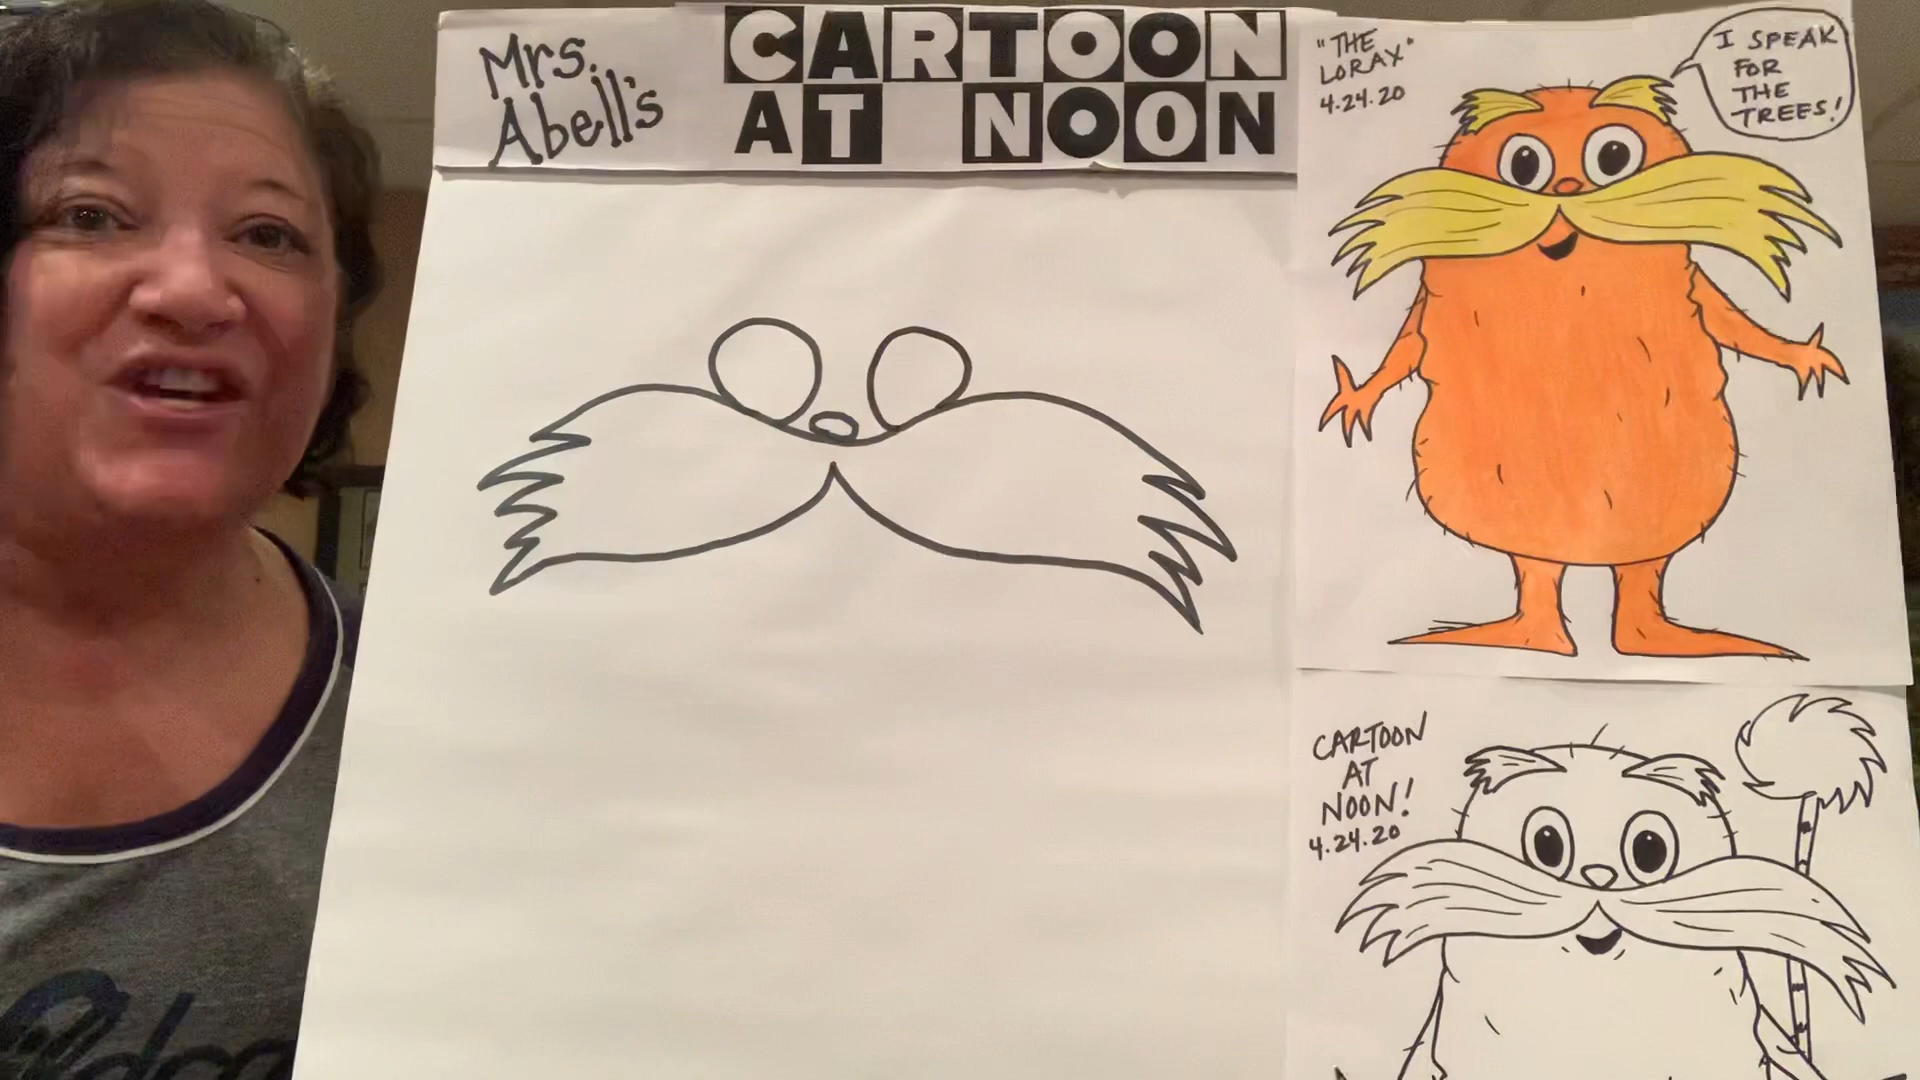 Mrs.
Abell's
CARTOON
AT NOON
"THE
LORAX"
4.24.20
I SPEAK
FOR
THE
TREES!
CARTOON
AT
NOON!
4.24.20